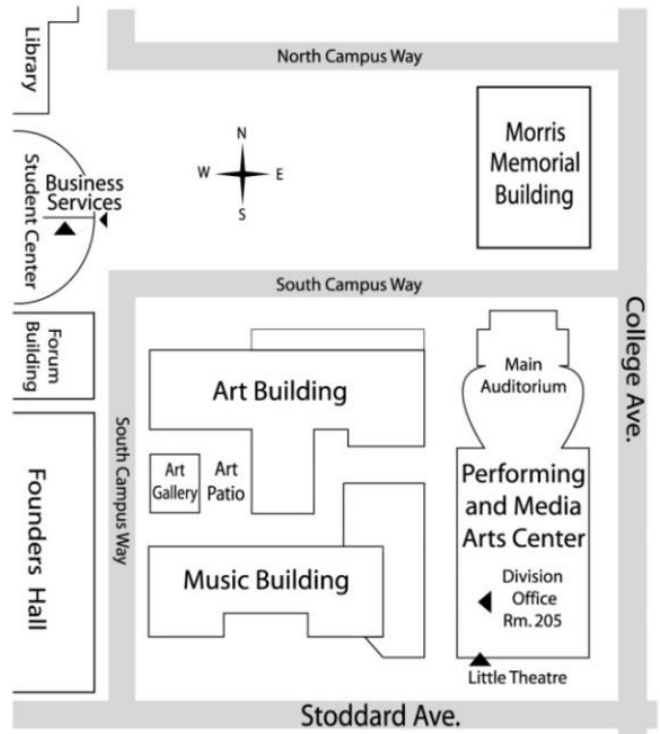 North Campus Way
Library
Morris
Memorial
Building
N
W
E
S
Business
Services
Student Center
South Campus Way
Forum
Building
College Ave.
Main
Auditorium
Art Building
South Campus Way
Art
Gallery
Art
Patio
Performing
and Media
Arts Center
Founders Hall
Music Building
Division
Office
Rm. 205
Little Theatre
Stoddard Ave.